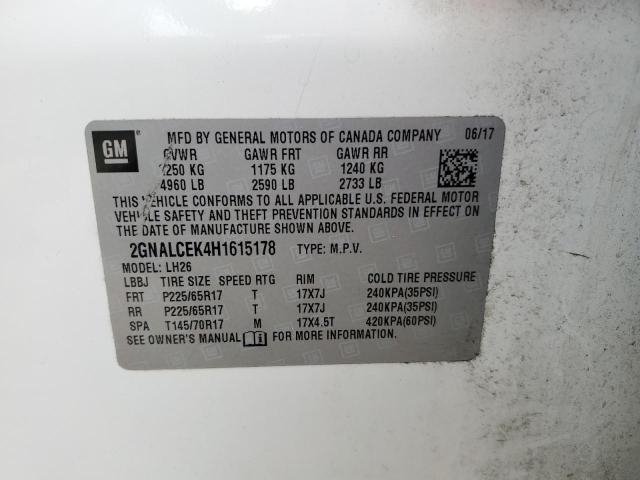 GM
MFD BY GENERAL MOTORS OF CANADA COMPANY 06/17
GVWR GAWR FRT GAWR RR
2250 KG 1175 KG 1240 KG
4960 LB 2590 LB 2733 LB
THIS VEHICLE CONFORMS TO ALL APPLICABLE U.S. FEDERAL MOTOR
VEHICLE SAFETY AND THEFT PREVENTION STANDARDS IN EFFECT ON
THE DATE OF MANUFACTURE SHOWN ABOVE.
2GNALCEK4H1615178 TYPE: M.P.V.
MODEL: LH26
LBBJ TIRE SIZE SPEED RTG RIM COLD TIRE PRESSURE
FRT P225/65R17 T 17X7J 240KPA(35PSI)
RR P225/65R17 T 17X7J 240KPA(35PSI)
SPA T145/70R17 M 17X4.5T 420KPA(60PSI)
SEE OWNER'S MANUAL FOR MORE INFORMATION.